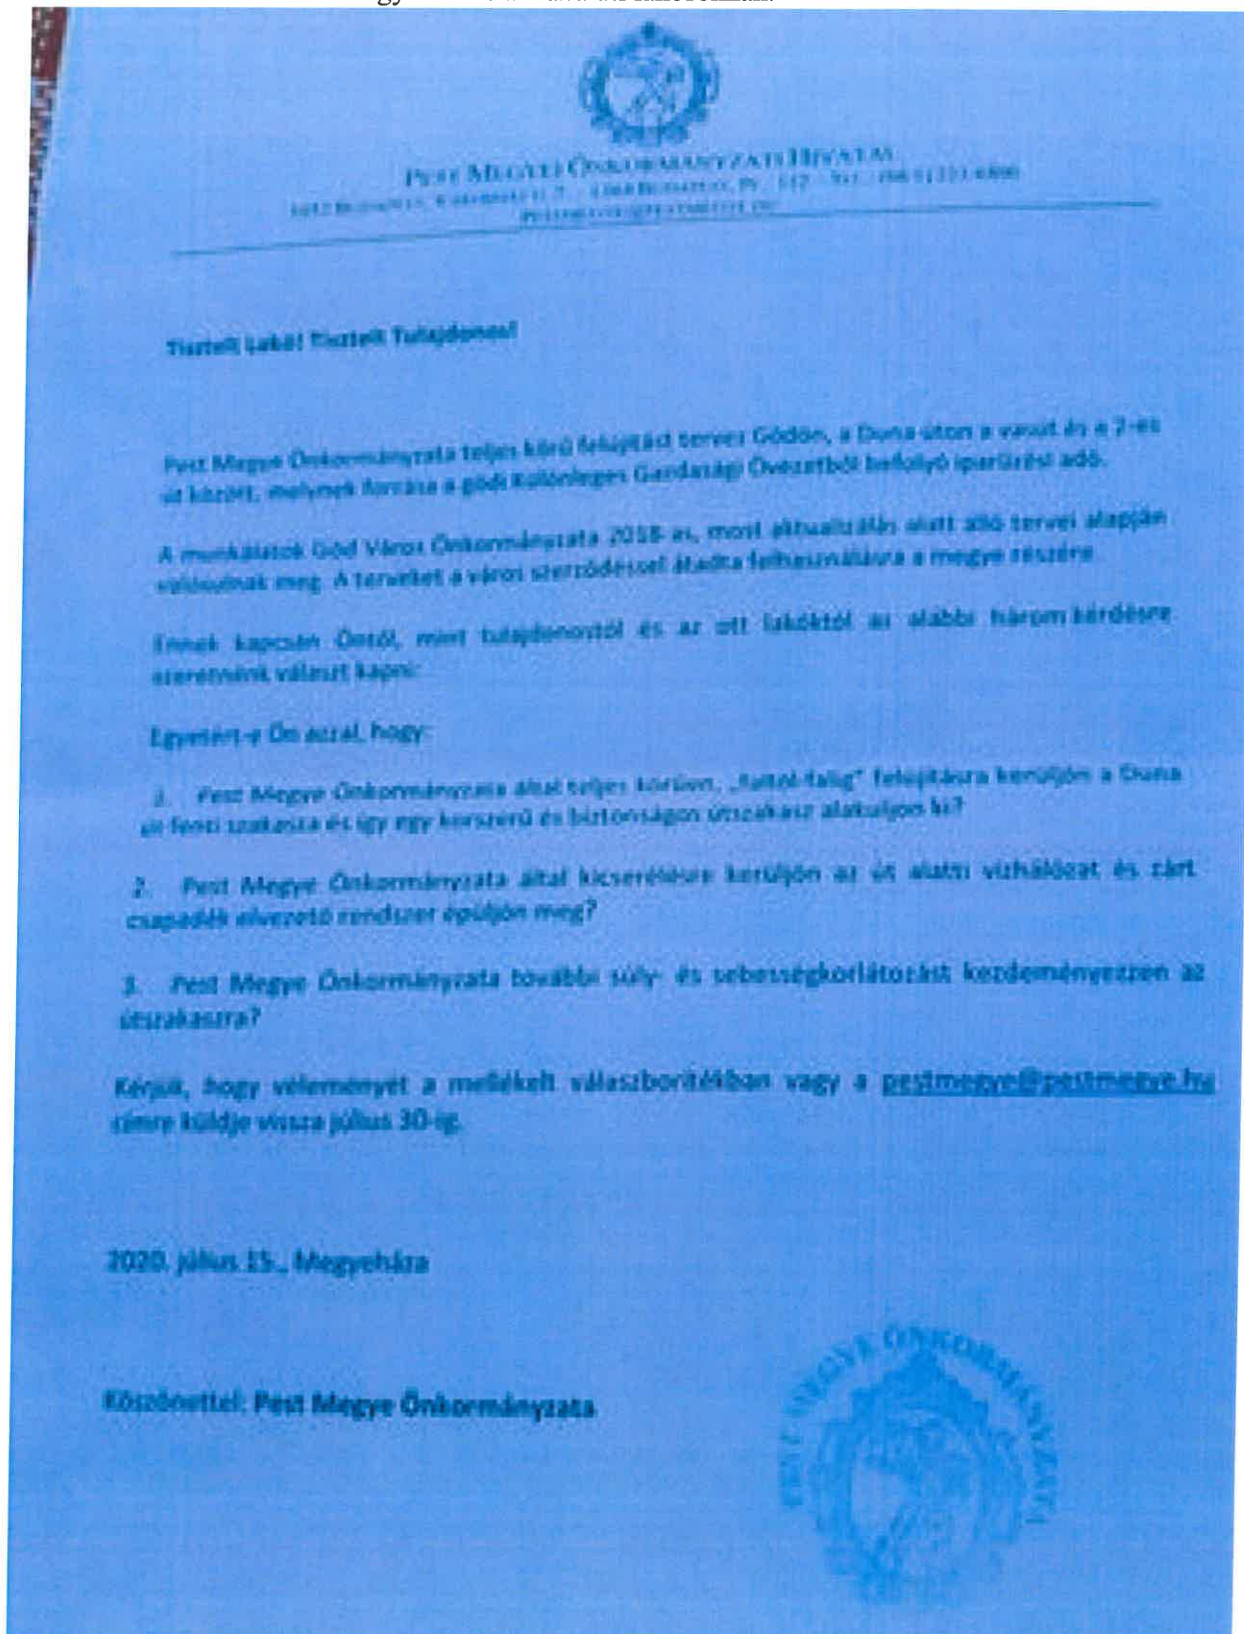 PEST MEGYEI ÖNKORMÁNYZATI HIVATAL
Tisztelt Lakó! Tisztelt Tulajdonos!
Pest Megye Önkormányzata teljes körű felújítást tervez Gödön, a Duna-úton a vasút és a 2-es
út között, melynek forrása a gödi Különleges Gazdasági Övezetből befolyó iparűzési adó.
A munkálatok Göd Város Önkormányzata 2018-as, most aktualizálás alatt álló tervei alapján
valósulnak meg. A terveket a város szerződéssel átadta felhasználásra a megye részére.
Ennek kapcsán Öntől, mint tulajdonostól és az ott lakóktól az alábbi három kérdésre
szeretnénk választ kapni:
Egyetért-e Ön azzal, hogy:
1. Pest Megye Önkormányzata által teljes körűen, „faltól-falig” felújításra kerüljön a Duna
út fenti szakasza és így egy korszerű és biztonságos útszakasz alakuljon ki?
2. Pest Megye Önkormányzata által kicserélésre kerüljön az út alatti vízhálózat és zárt
csapadék elvezető rendszer épüljön meg?
3. Pest Megye Önkormányzata további súly- és sebességkorlátozást kezdeményezzen az
útszakaszra?
Kérjük, hogy véleményét a mellékelt válaszborítékban vagy a pestmegye@pestmegye.hu
címre küldje vissza július 30-ig.
2020. július 15., Megyeháza
Köszönettel: Pest Megye Önkormányzata
PEST MEGYE ÖNKORMÁNYZATA